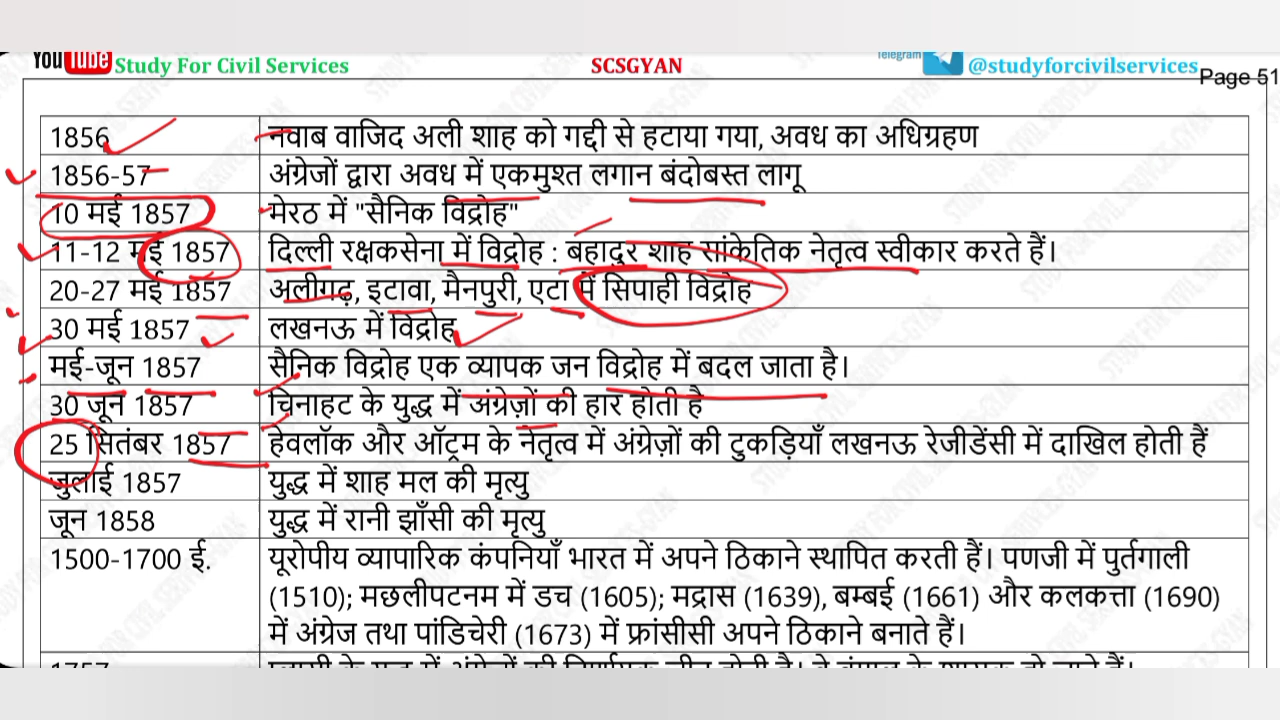 YouTube Study For Civil Services SCSGYAN Telegram @studyforcivilservices Page 51
1856 नवाब वाजिद अली शाह को गद्दी से हटाया गया, अवध का अधिग्रहण
1856-57 अंग्रेजों द्वारा अवध में एकमुश्त लगान बंदोबस्त लागू
10 मई 1857 मेरठ में "सैनिक विद्रोह"
11-12 मई 1857 दिल्ली रक्षकसेना में विद्रोह : बहादुर शाह सांकेतिक नेतृत्व स्वीकार करते हैं।
20-27 मई 1857 अलीगढ़, इटावा, मैनपुरी, एटा में सिपाही विद्रोह
30 मई 1857 लखनऊ में विद्रोह
मई-जून 1857 सैनिक विद्रोह एक व्यापक जन विद्रोह में बदल जाता है।
30 जून 1857 चिनाहट के युद्ध में अंग्रेज़ों की हार होती है
25 सितंबर 1857 हेवलॉक और ऑट्रम के नेतृत्व में अंग्रेज़ों की टुकड़ियाँ लखनऊ रेजीडेंसी में दाखिल होती हैं
जुलाई 1857 युद्ध में शाह मल की मृत्यु
जून 1858 युद्ध में रानी झाँसी की मृत्यु
1500-1700 ई. यूरोपीय व्यापारिक कंपनियाँ भारत में अपने ठिकाने स्थापित करती हैं। पणजी में पुर्तगाली
(1510); मछलीपटनम में डच (1605); मद्रास (1639), बम्बई (1661) और कलकत्ता (1690)
में अंग्रेज तथा पांडिचेरी (1673) में फ्रांसीसी अपने ठिकाने बनाते हैं।